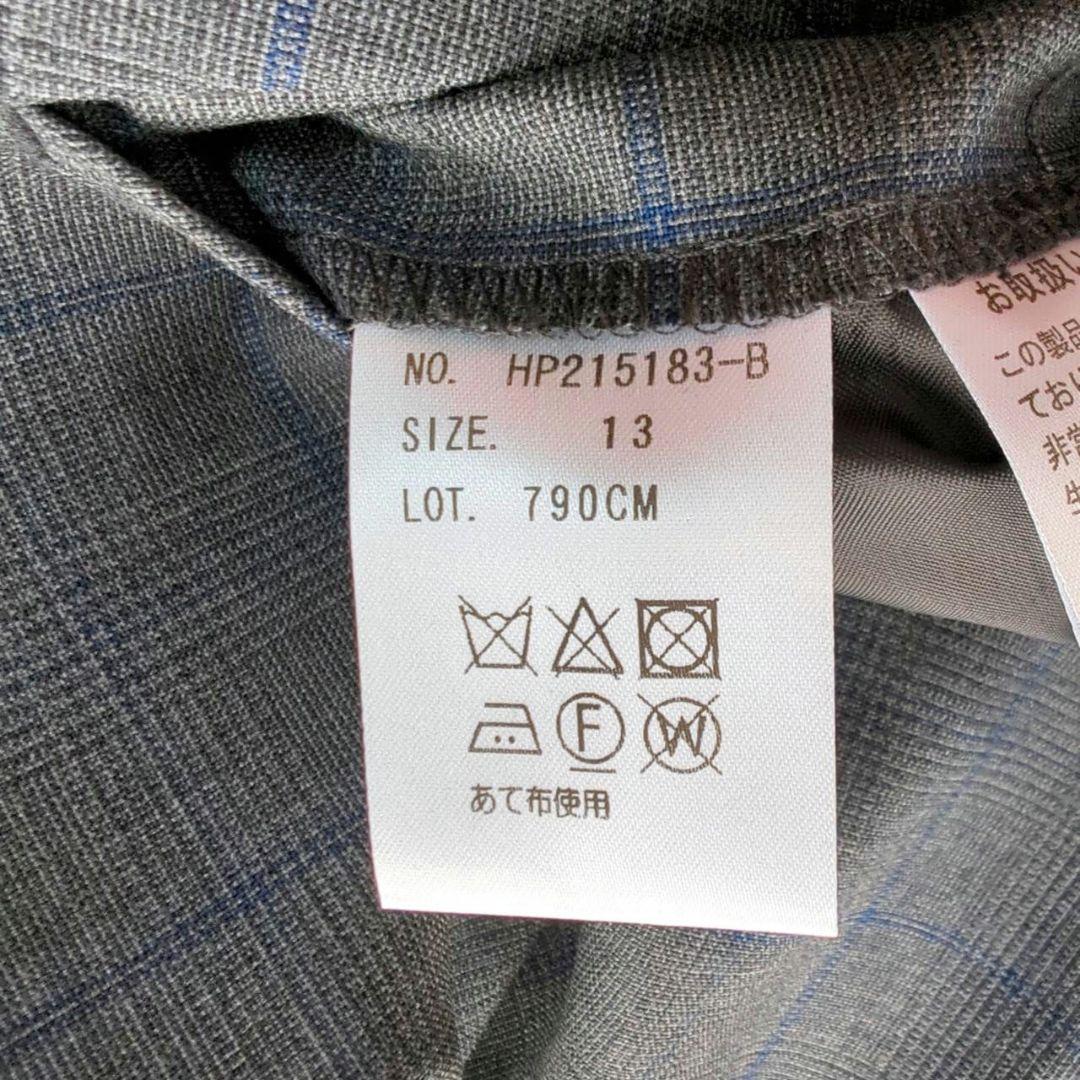 NO. HP215183-B
SIZE. 13
LOT. 790CM
F
W
あて布使用
お取扱い
この製品
ており
非常